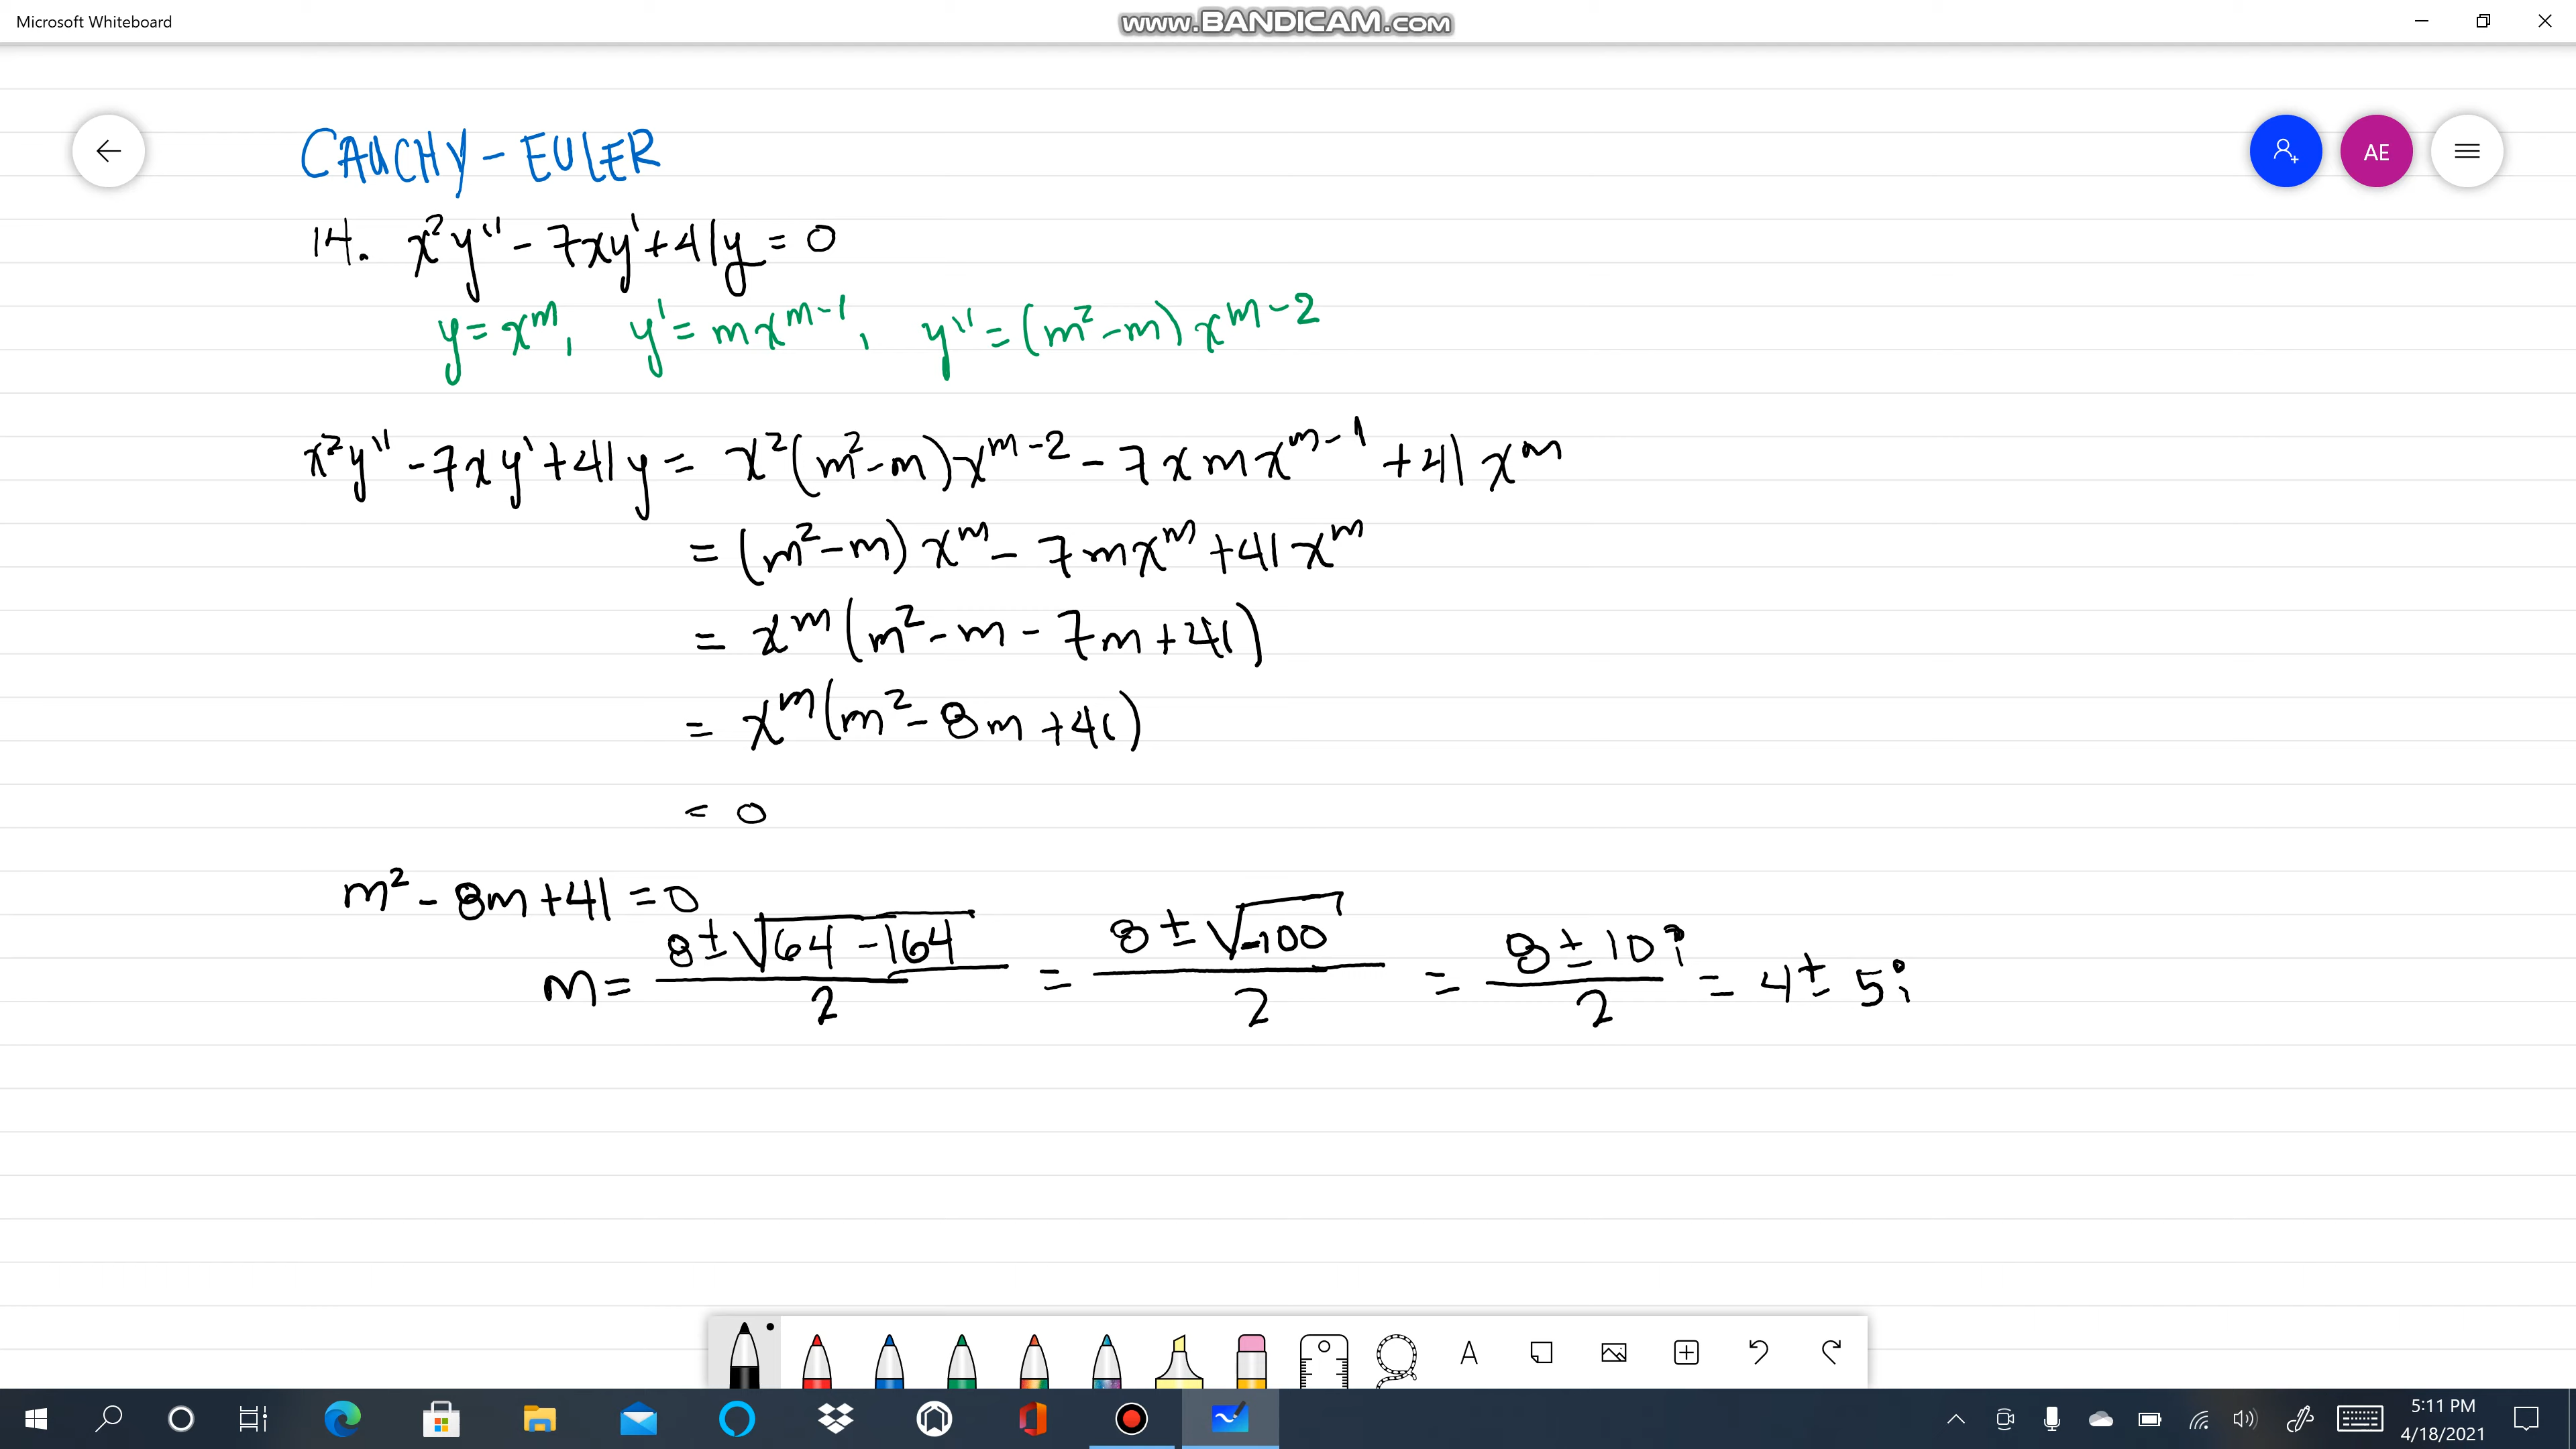 Microsoft Whiteboard
www.BANDICAM.com
CAUCHY - EULER
AE
14. x²y'' - 7xy' + 41y = 0
y = x^m, y' = mx^(m-1), y'' = (m² - m) x^(m-2)
x²y'' - 7xy' + 41y = x²(m² - m)x^(m-2) - 7xmx^(m-1) + 41x^m
= (m² - m) x^m - 7mx^m + 41x^m
= x^m (m² - m - 7m + 41)
= x^m (m² - 8m + 41)
= 0
m² - 8m + 41 = 0
m = (8 ± √(64 - 164))/2 = (8 ± √(-100))/2 = (8 ± 10i)/2 = 4 ± 5i
A
5:11 PM
4/18/2021